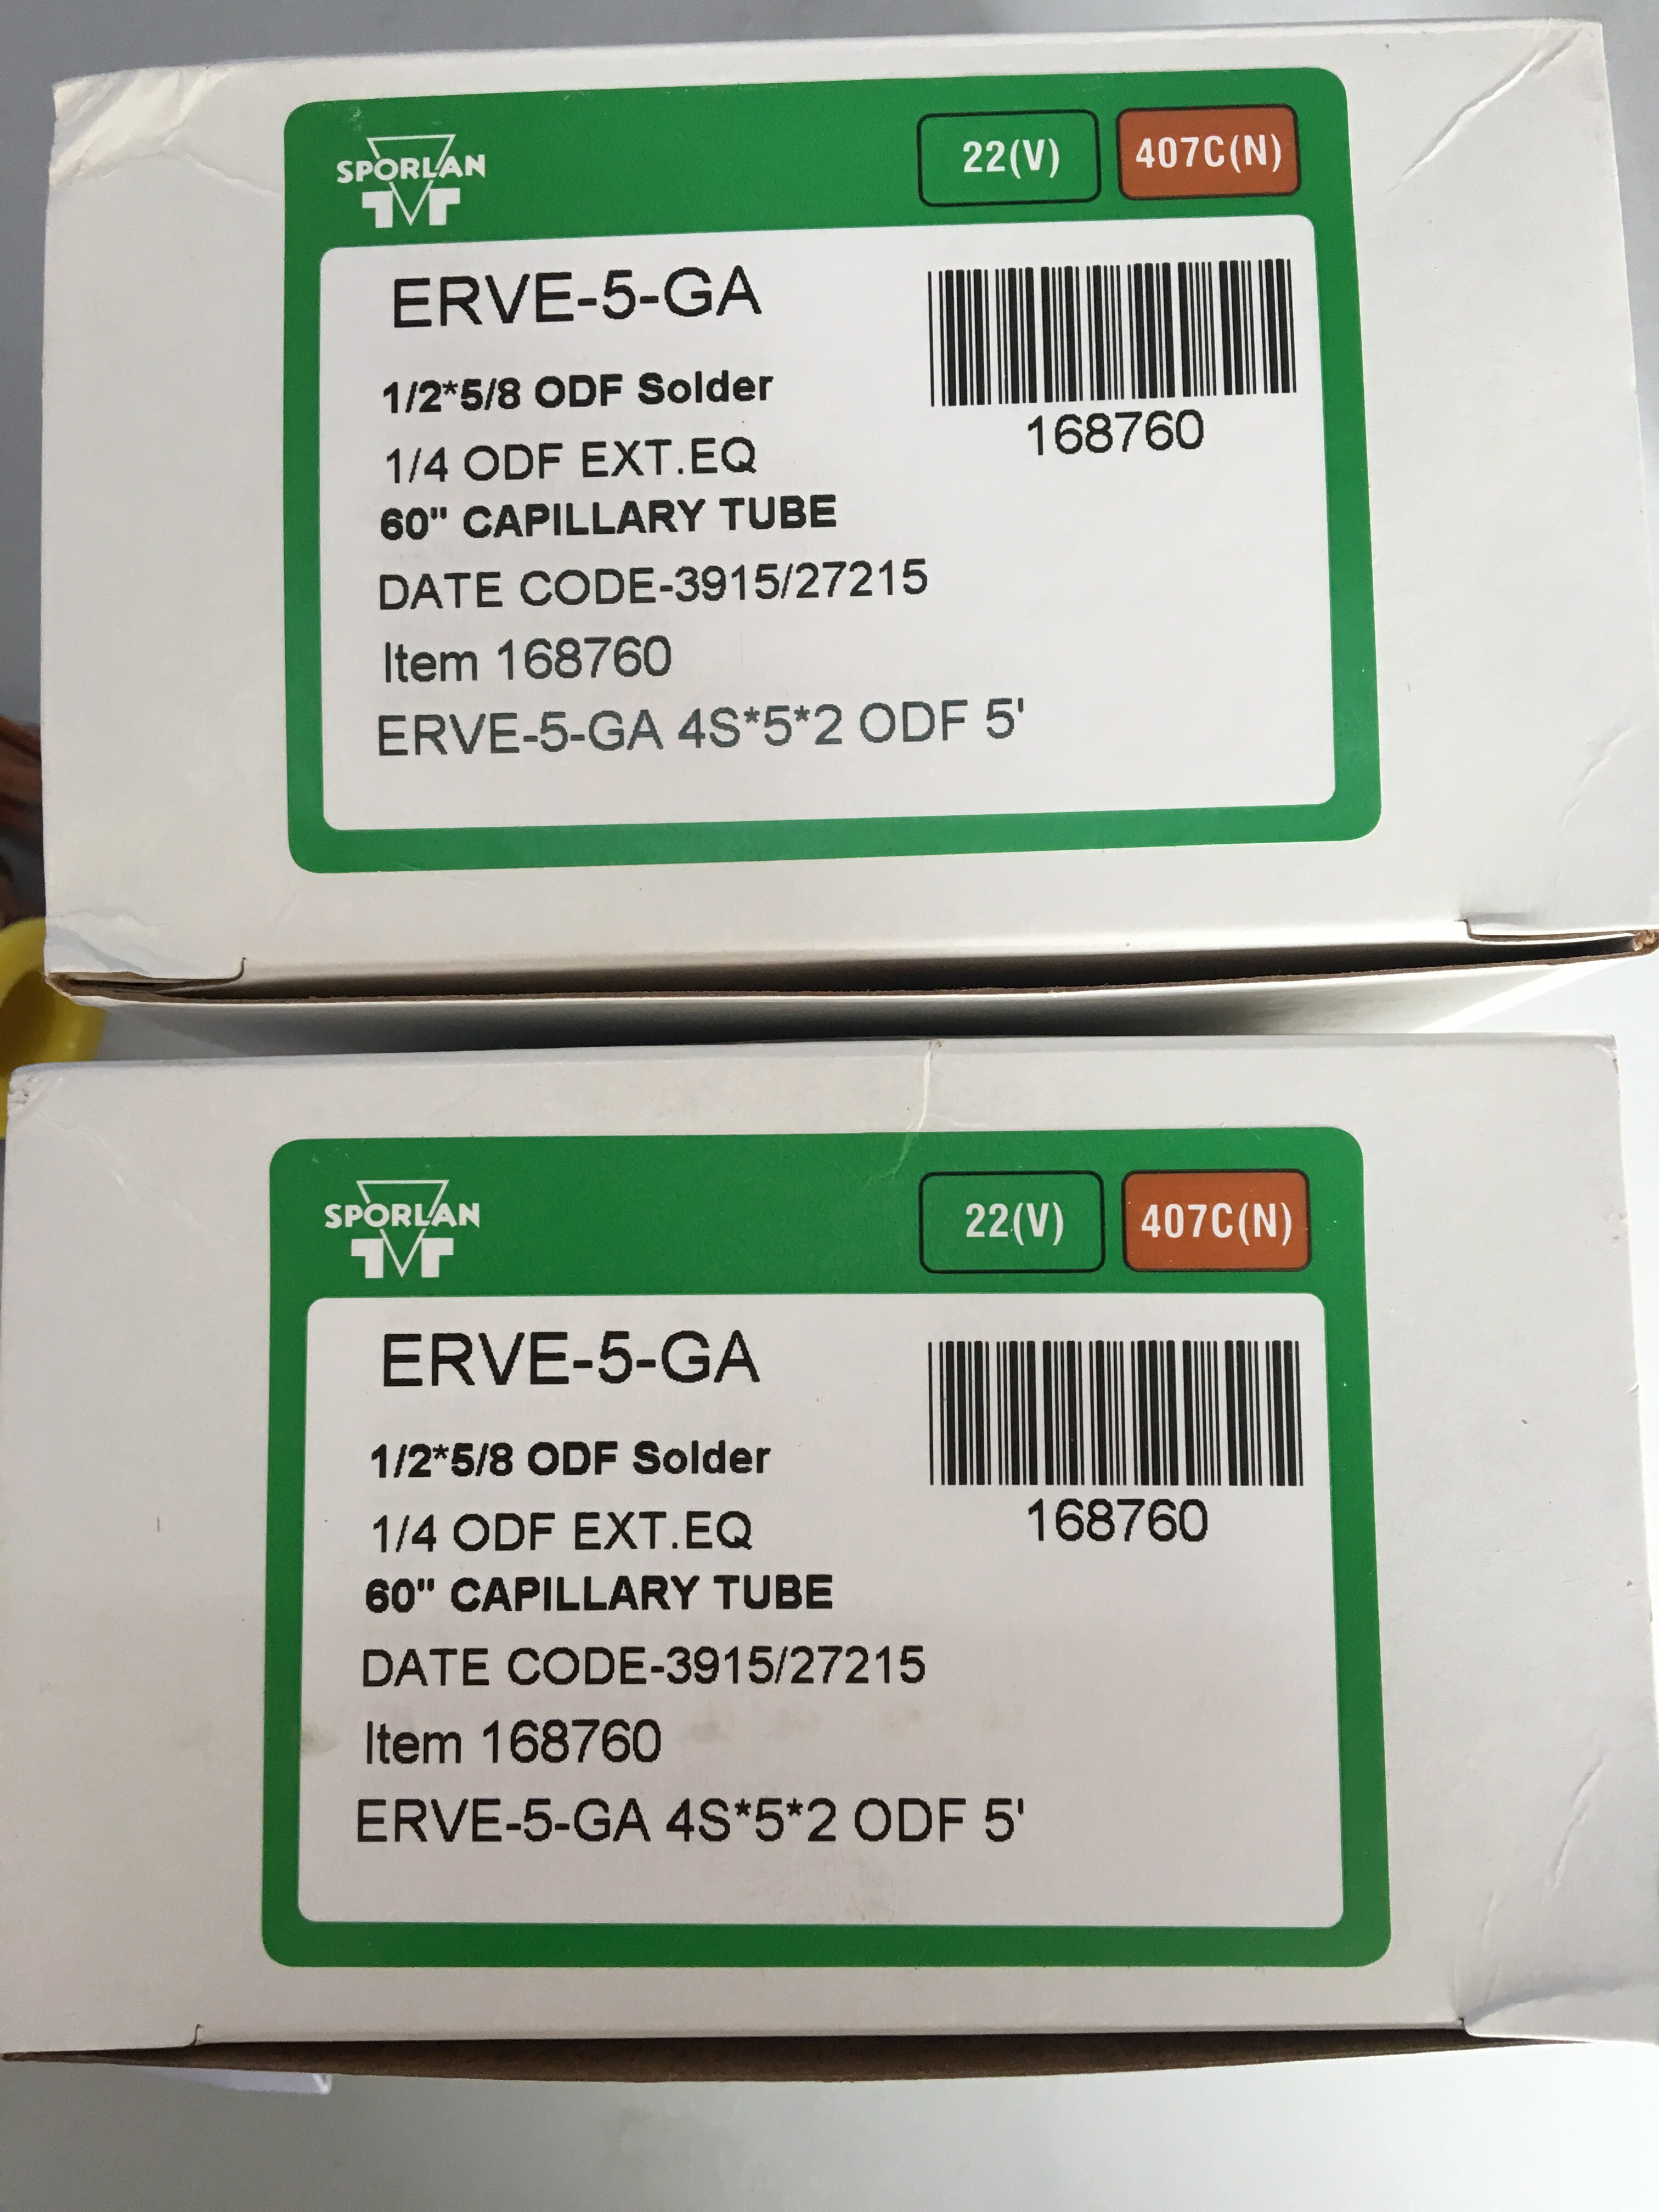 SPORLAN
22(V) 407C(N)
ERVE-5-GA
1/2*5/8 ODF Solder
168760
1/4 ODF EXT.EQ
60" CAPILLARY TUBE
DATE CODE-3915/27215
Item 168760
ERVE-5-GA 4S*5*2 ODF 5'
SPORLAN
22(V) 407C(N)
ERVE-5-GA
1/2*5/8 ODF Solder
168760
1/4 ODF EXT.EQ
60" CAPILLARY TUBE
DATE CODE-3915/27215
Item 168760
ERVE-5-GA 4S*5*2 ODF 5'